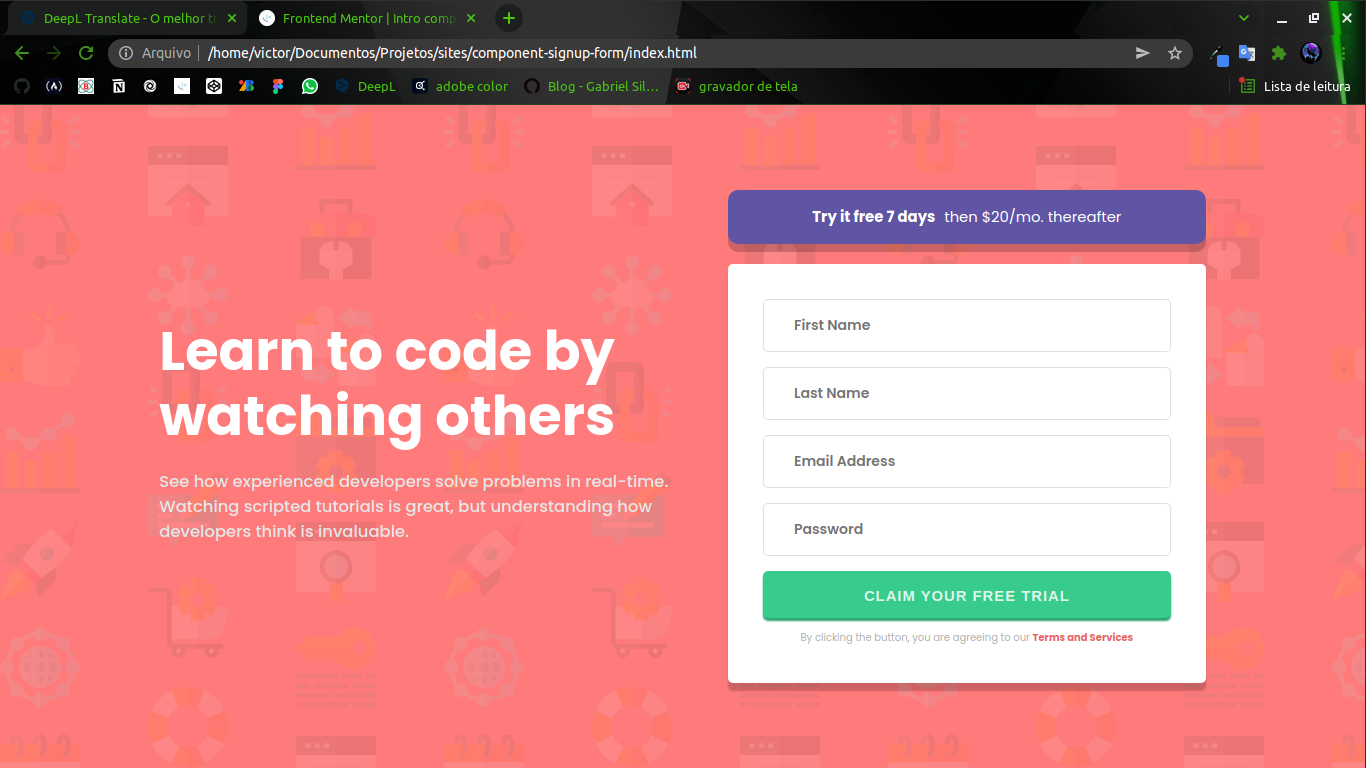 DeepL Translate - O melhor tr
Frontend Mentor | Intro comp
Arquivo
/home/victor/Documentos/Projetos/sites/component-signup-form/index.html
DeepL
adobe color
Blog - Gabriel Sil...
gravador de tela
Lista de leitura
Try it free 7 days then $20/mo. thereafter
Learn to code by
watching others
See how experienced developers solve problems in real-time.
Watching scripted tutorials is great, but understanding how
developers think is invaluable.
First Name
Last Name
Email Address
Password
CLAIM YOUR FREE TRIAL
By clicking the button, you are agreeing to our Terms and Services